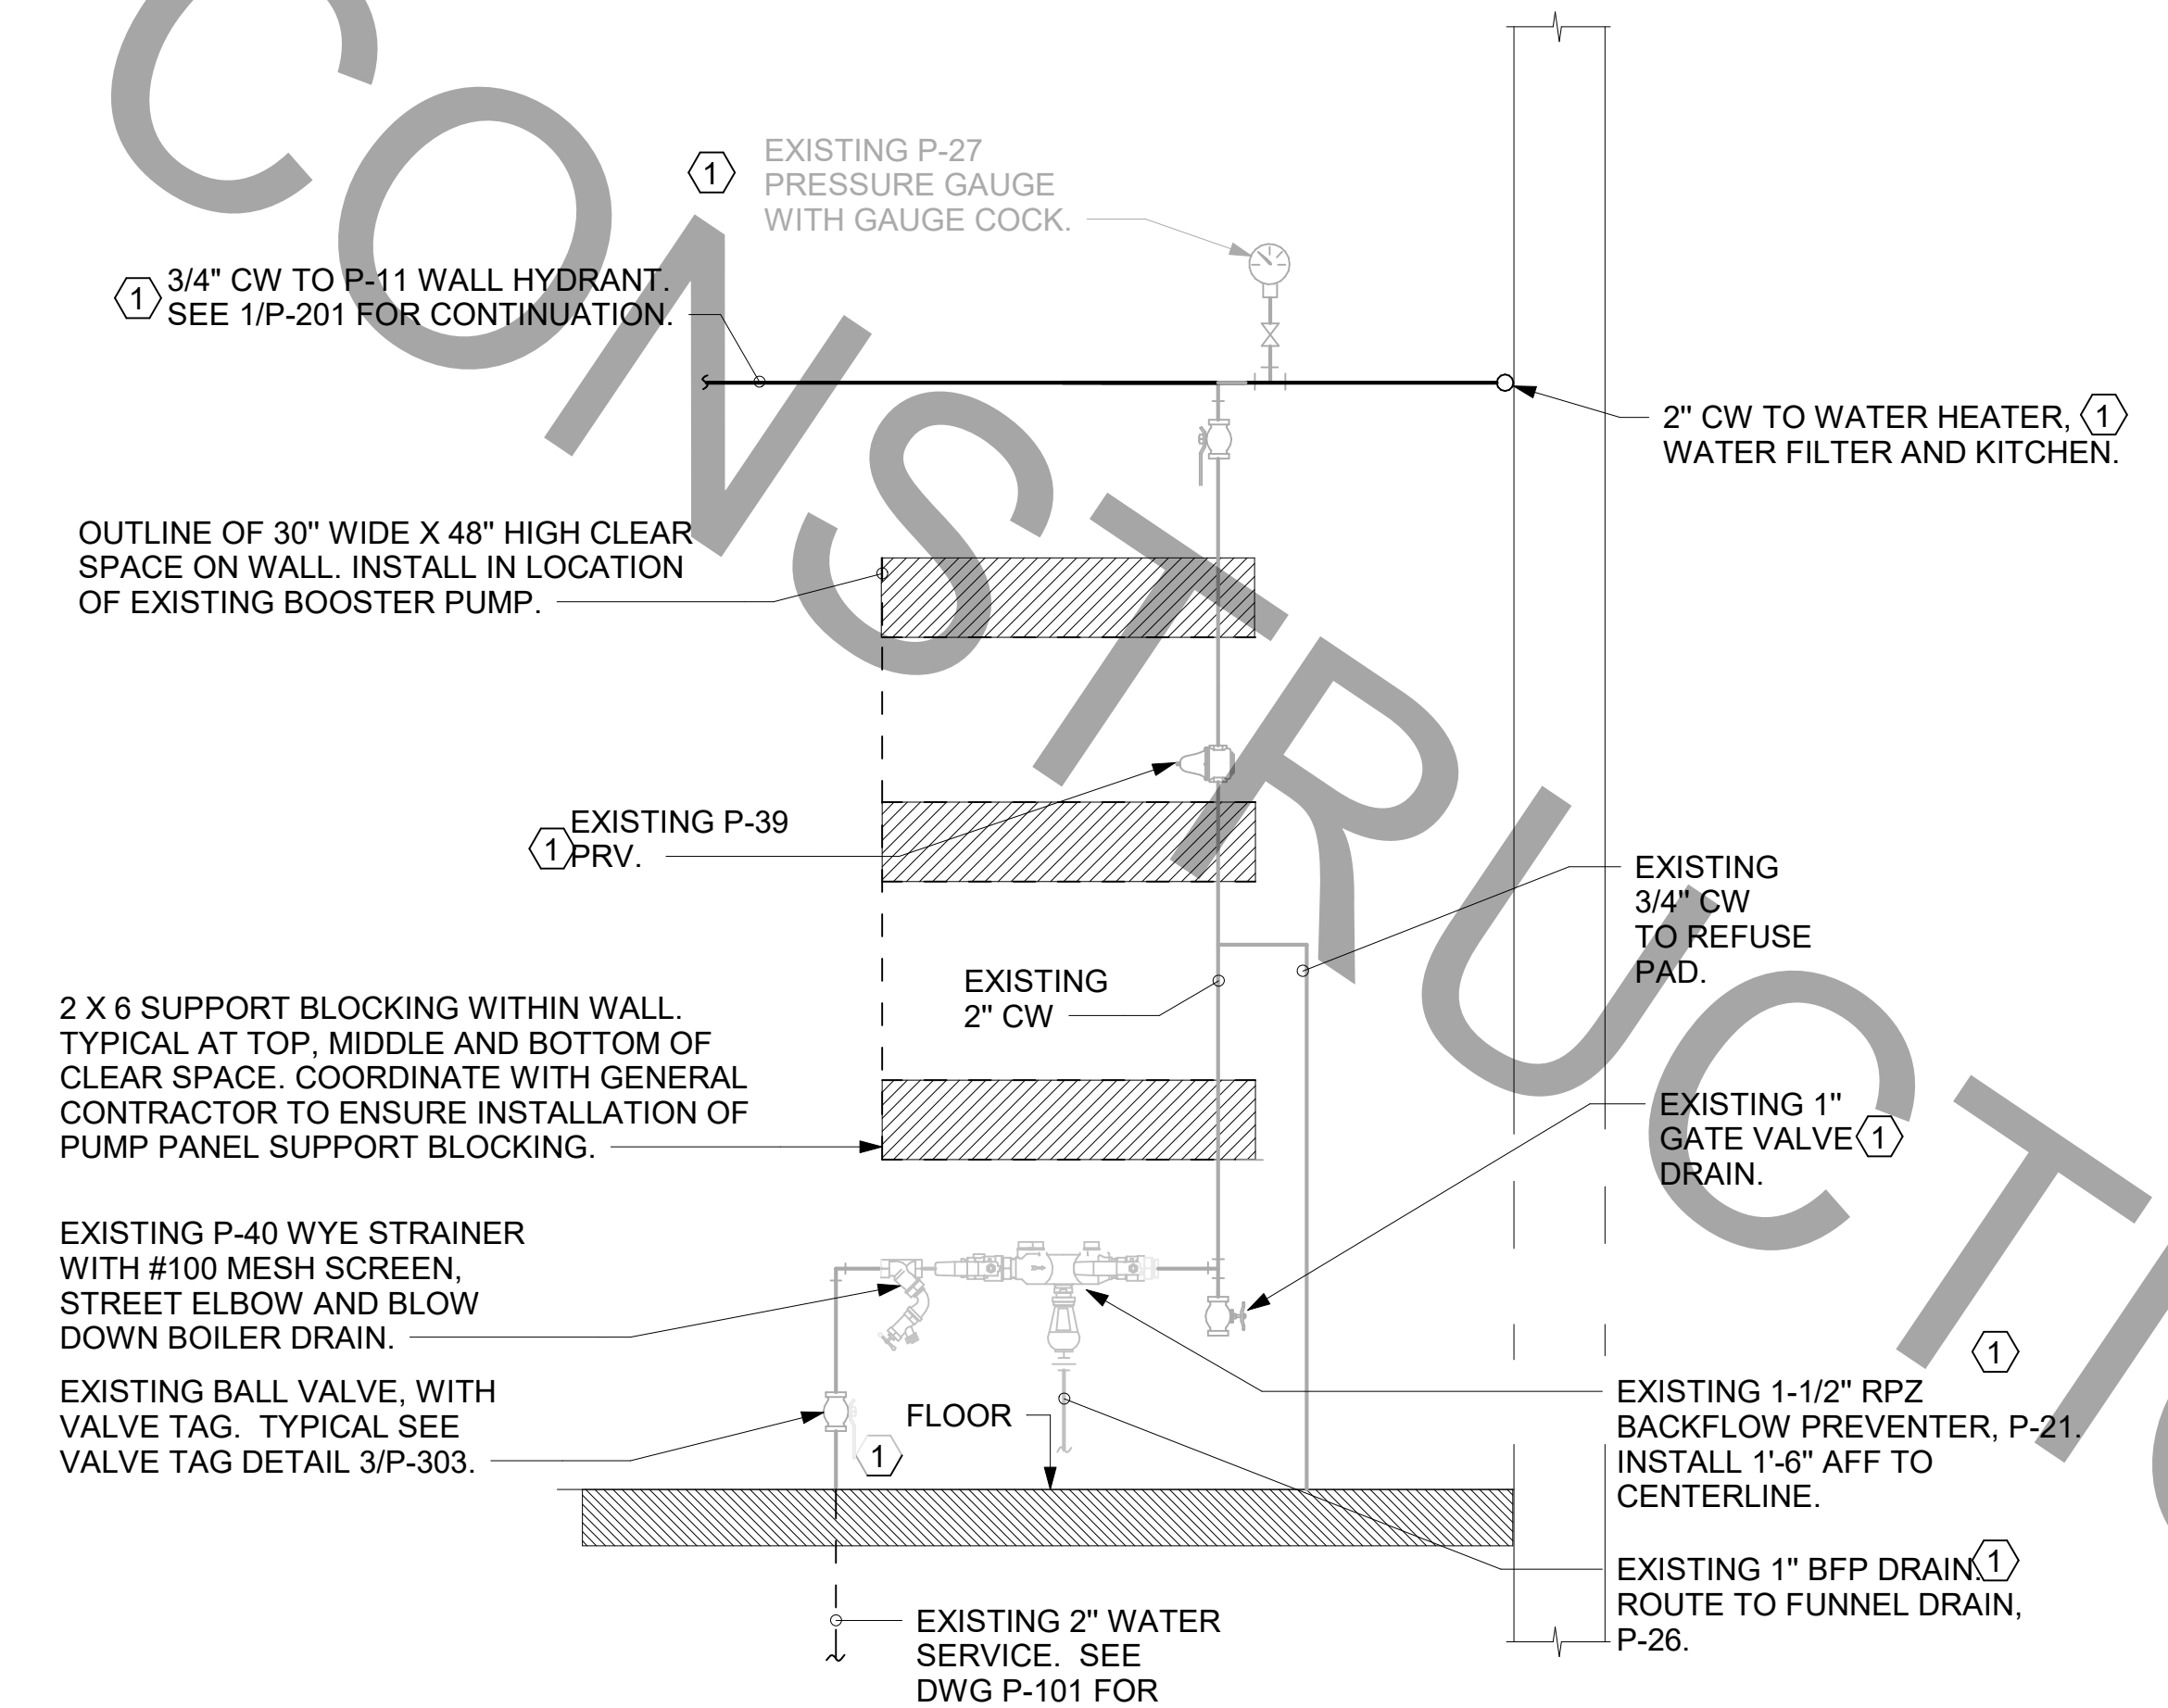 CONSTRUCTIO
1
EXISTING P-27
PRESSURE GAUGE
WITH GAUGE COCK.
1
3/4" CW TO P-11 WALL HYDRANT.
SEE 1/P-201 FOR CONTINUATION.
2" CW TO WATER HEATER,
1
WATER FILTER AND KITCHEN.
OUTLINE OF 30" WIDE X 48" HIGH CLEAR
SPACE ON WALL. INSTALL IN LOCATION
OF EXISTING BOOSTER PUMP.
1
EXISTING P-39
PRV.
EXISTING
3/4" CW
TO REFUSE
PAD.
EXISTING
2" CW
2 X 6 SUPPORT BLOCKING WITHIN WALL.
TYPICAL AT TOP, MIDDLE AND BOTTOM OF
CLEAR SPACE. COORDINATE WITH GENERAL
CONTRACTOR TO ENSURE INSTALLATION OF
PUMP PANEL SUPPORT BLOCKING.
EXISTING 1"
GATE VALVE
1
DRAIN.
EXISTING P-40 WYE STRAINER
WITH #100 MESH SCREEN,
STREET ELBOW AND BLOW
DOWN BOILER DRAIN.
EXISTING BALL VALVE, WITH
VALVE TAG. TYPICAL SEE
VALVE TAG DETAIL 3/P-303.
1
FLOOR
1
EXISTING 1-1/2" RPZ
BACKFLOW PREVENTER, P-21.
INSTALL 1'-6" AFF TO
CENTERLINE.
EXISTING 1" BFP DRAIN.
1
ROUTE TO FUNNEL DRAIN,
P-26.
EXISTING 2" WATER
SERVICE. SEE
DWG P-101 FOR